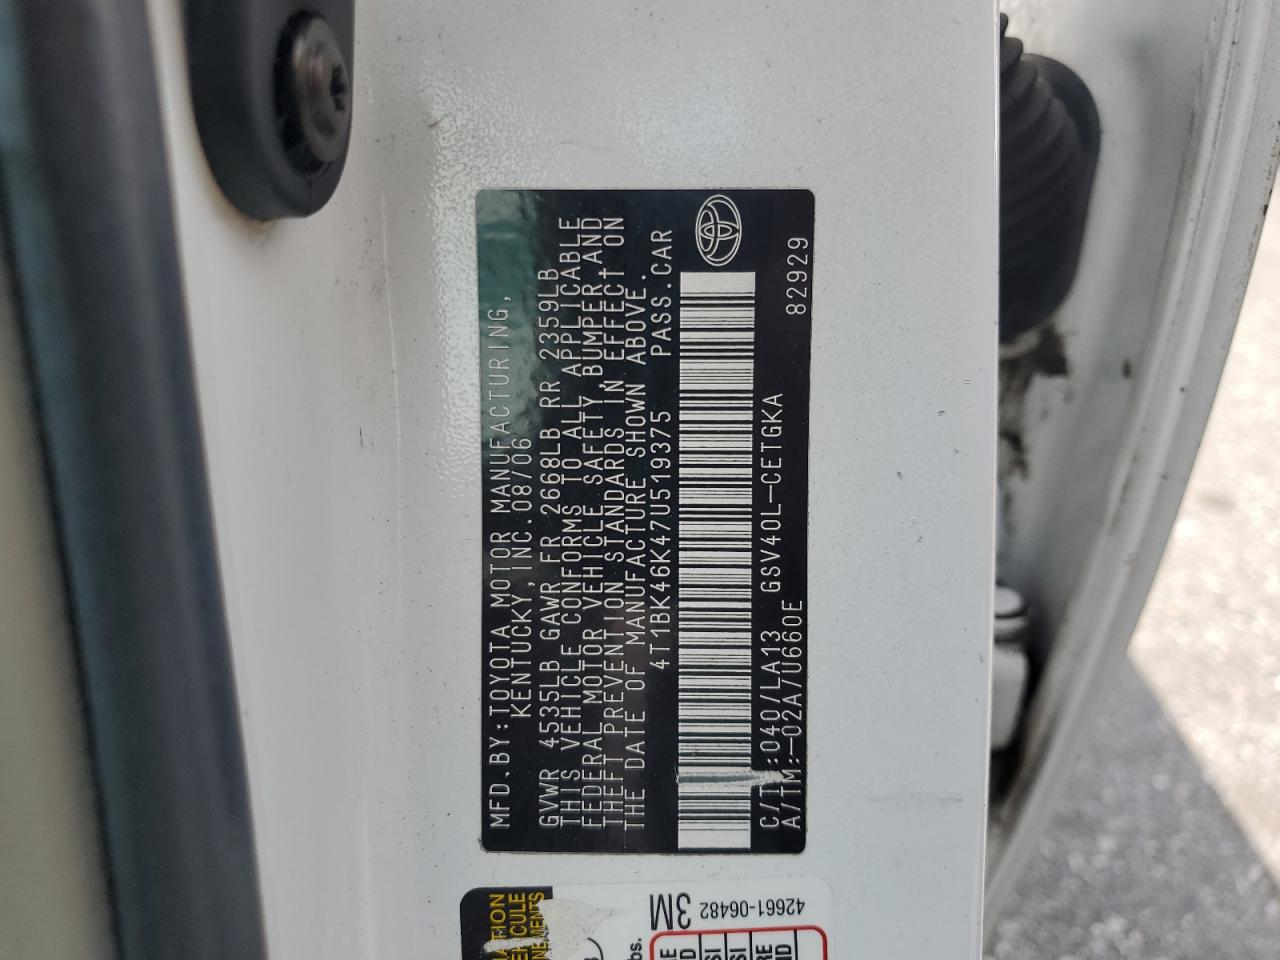 MFD.BY:TOYOTA MOTOR MANUFACTURING,
KENTUCKY, INC.08/06
GVWR 4535LB GAWR FR 2668LB RR 2359LB
THIS VEHICLE CONFORMS TO ALL APPLICABLE
FEDERAL MOTOR VEHICLE SAFETY,BUMPER,AND
THEFT PREVENTION STANDARDS IN EFFECT ON
THE DATE OF MANUFACTURE SHOWN ABOVE.
4T1BK46K47U519375 PASS.CAR
C/TR:040/LA13 GSV40L-CETGKA
A/TM:-02A/U660E 82929
3M
42661-06482